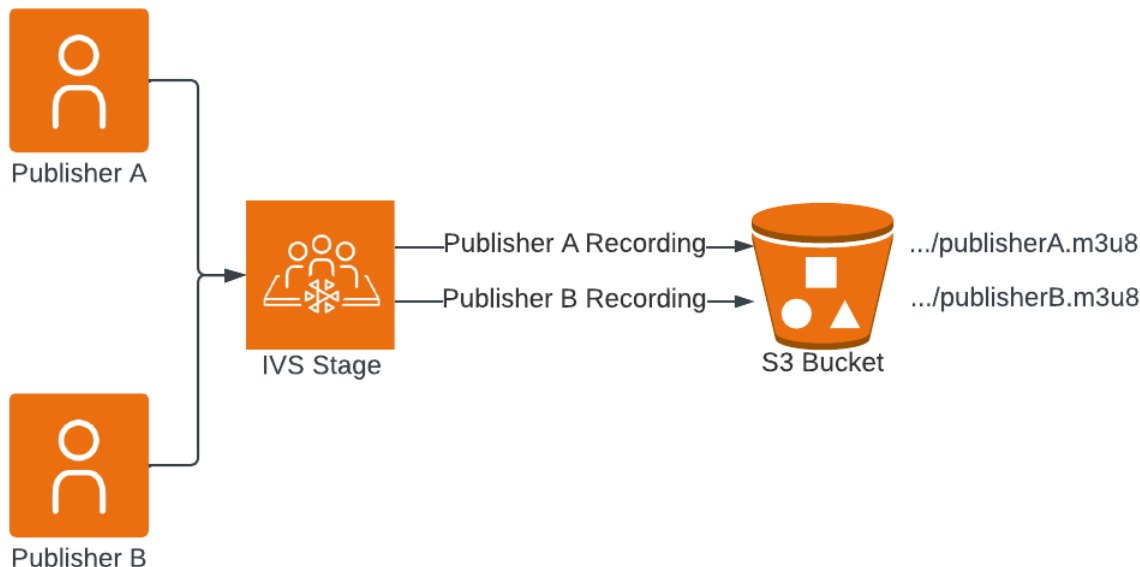 Publisher A
Publisher A Recording
.../publisherA.m3u8
Publisher B Recording
.../publisherB.m3u8
IVS Stage
S3 Bucket
Publisher B